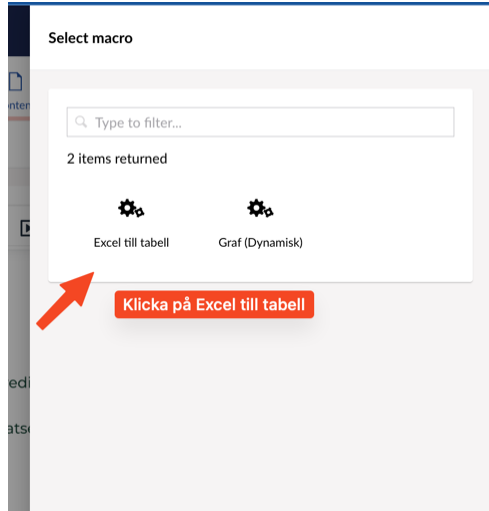 Select macro
Type to filter...
2 items returned
Excel till tabell
Graf (Dynamisk)
Klicka på Excel till tabell